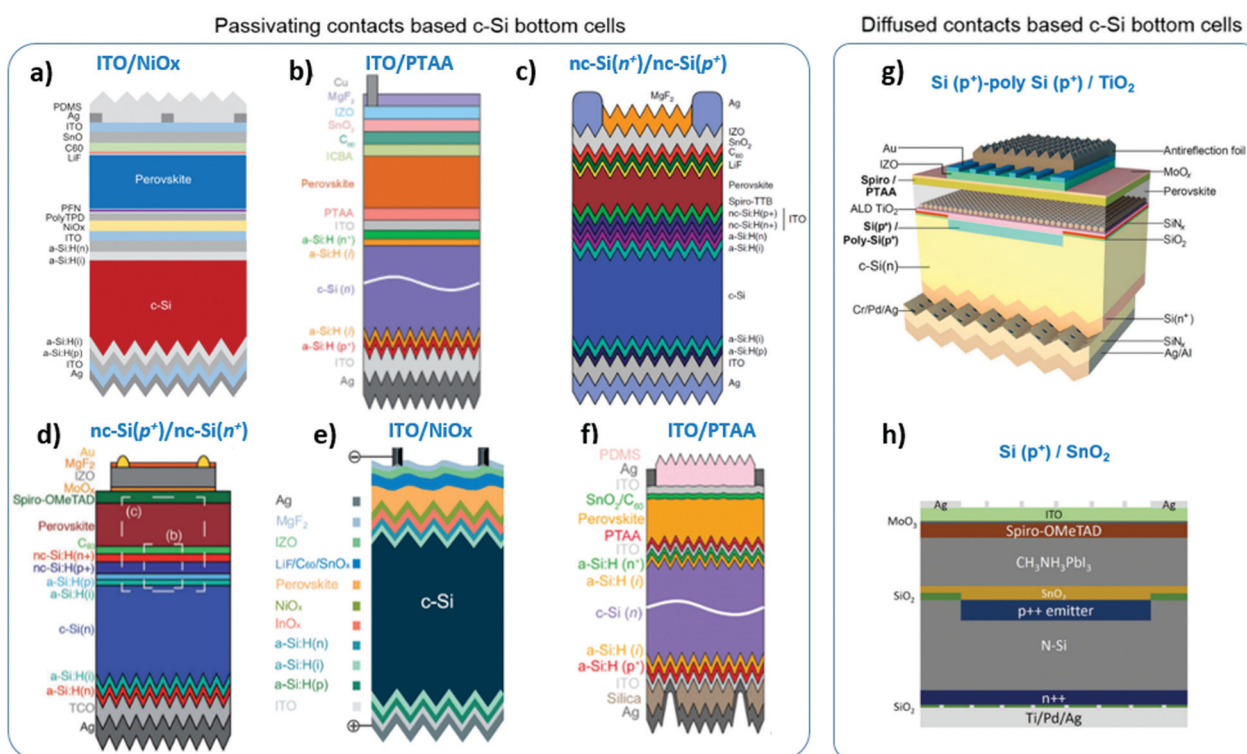 Passivating contacts based c-Si bottom cells
Diffused contacts based c-Si bottom cells
a)
ITO/NiOx
PDMS
Ag
ITO
SnO
C60
LiF
Perovskite
PFN
PolyTPD
NiOx
ITO
a-Si:H(n)
a-Si:H(i)
c-Si
a-Si:H(i)
a-Si:H(p)
ITO
Ag
b)
ITO/PTAA
Cu
MgF2
IZO
SnO2
C60
ICBA
Perovskite
PTAA
ITO
a-Si:H (n+)
a-Si:H (i)
c-Si (n)
a-Si:H (i)
a-Si:H (p+)
ITO
Ag
c)
nc-Si(n+)/nc-Si(p+)
MgF2
Ag
IZO
SnO2
C60
LiF
Perovskite
Spiro-TTB
nc-Si:H(p+)
nc-Si:H(n+)
ITO
a-Si:H(n)
a-Si:H(i)
c-Si
a-Si:H(i)
a-Si:H(p)
ITO
Ag
g)
Si (p+)-poly Si (p+) / TiO2
Au
IZO
Spiro /
PTAA
ALD TiO2
Si(p+) /
Poly-Si(p+)
c-Si(n)
Cr/Pd/Ag
Antireflection foil
MoOx
Perovskite
SiNx
SiO2
Si(n+)
SiNx
Ag/Al
d)
nc-Si(p+)/nc-Si(n+)
Au
MgF2
IZO
MoOx
Spiro-OMeTAD
(c)
Perovskite
(b)
C60
nc-Si:H(n+)
nc-Si:H(p+)
a-Si:H(p)
a-Si:H(i)
c-Si(n)
a-Si:H(i)
a-Si:H(n)
TCO
Ag
e)
ITO/NiOx
Ag
MgF2
IZO
LiF/C60/SnOx
Perovskite
NiOx
InOx
a-Si:H(n)
a-Si:H(i)
a-Si:H(p)
ITO
c-Si
f)
ITO/PTAA
PDMS
Ag
ITO
SnO2/C60
Perovskite
PTAA
ITO
a-Si:H (n+)
a-Si:H (i)
c-Si (n)
a-Si:H (i)
a-Si:H (p+)
ITO
Silica
Ag
h)
Si (p+) / SnO2
Ag
Ag
ITO
MoO3
Spiro-OMeTAD
CH3NH3PbI3
SnO2
SiO2
p++ emitter
N-Si
n++
SiO2
Ti/Pd/Ag